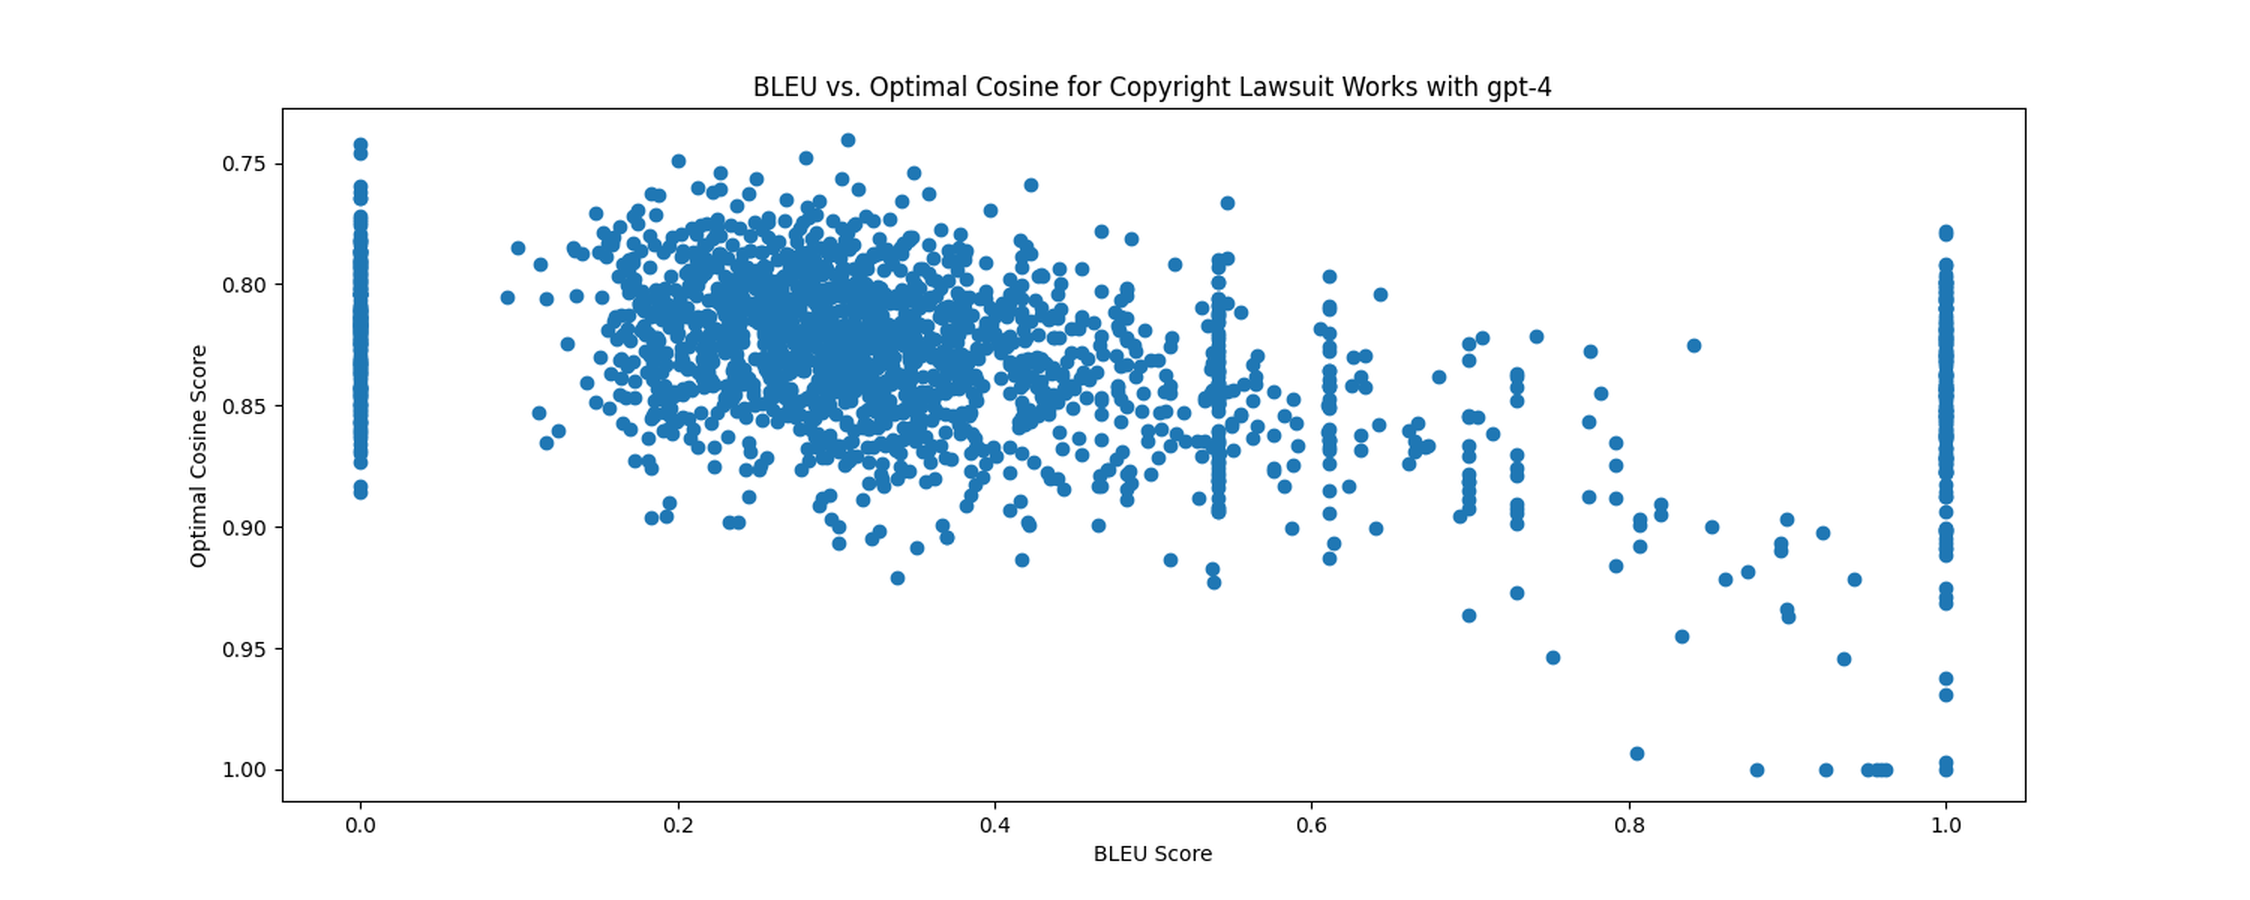 BLEU vs. Optimal Cosine for Copyright Lawsuit Works with gpt-4
Optimal Cosine Score
0.75
0.80
0.85
0.90
0.95
1.00
0.0 0.2 0.4 0.6 0.8 1.0
BLEU Score